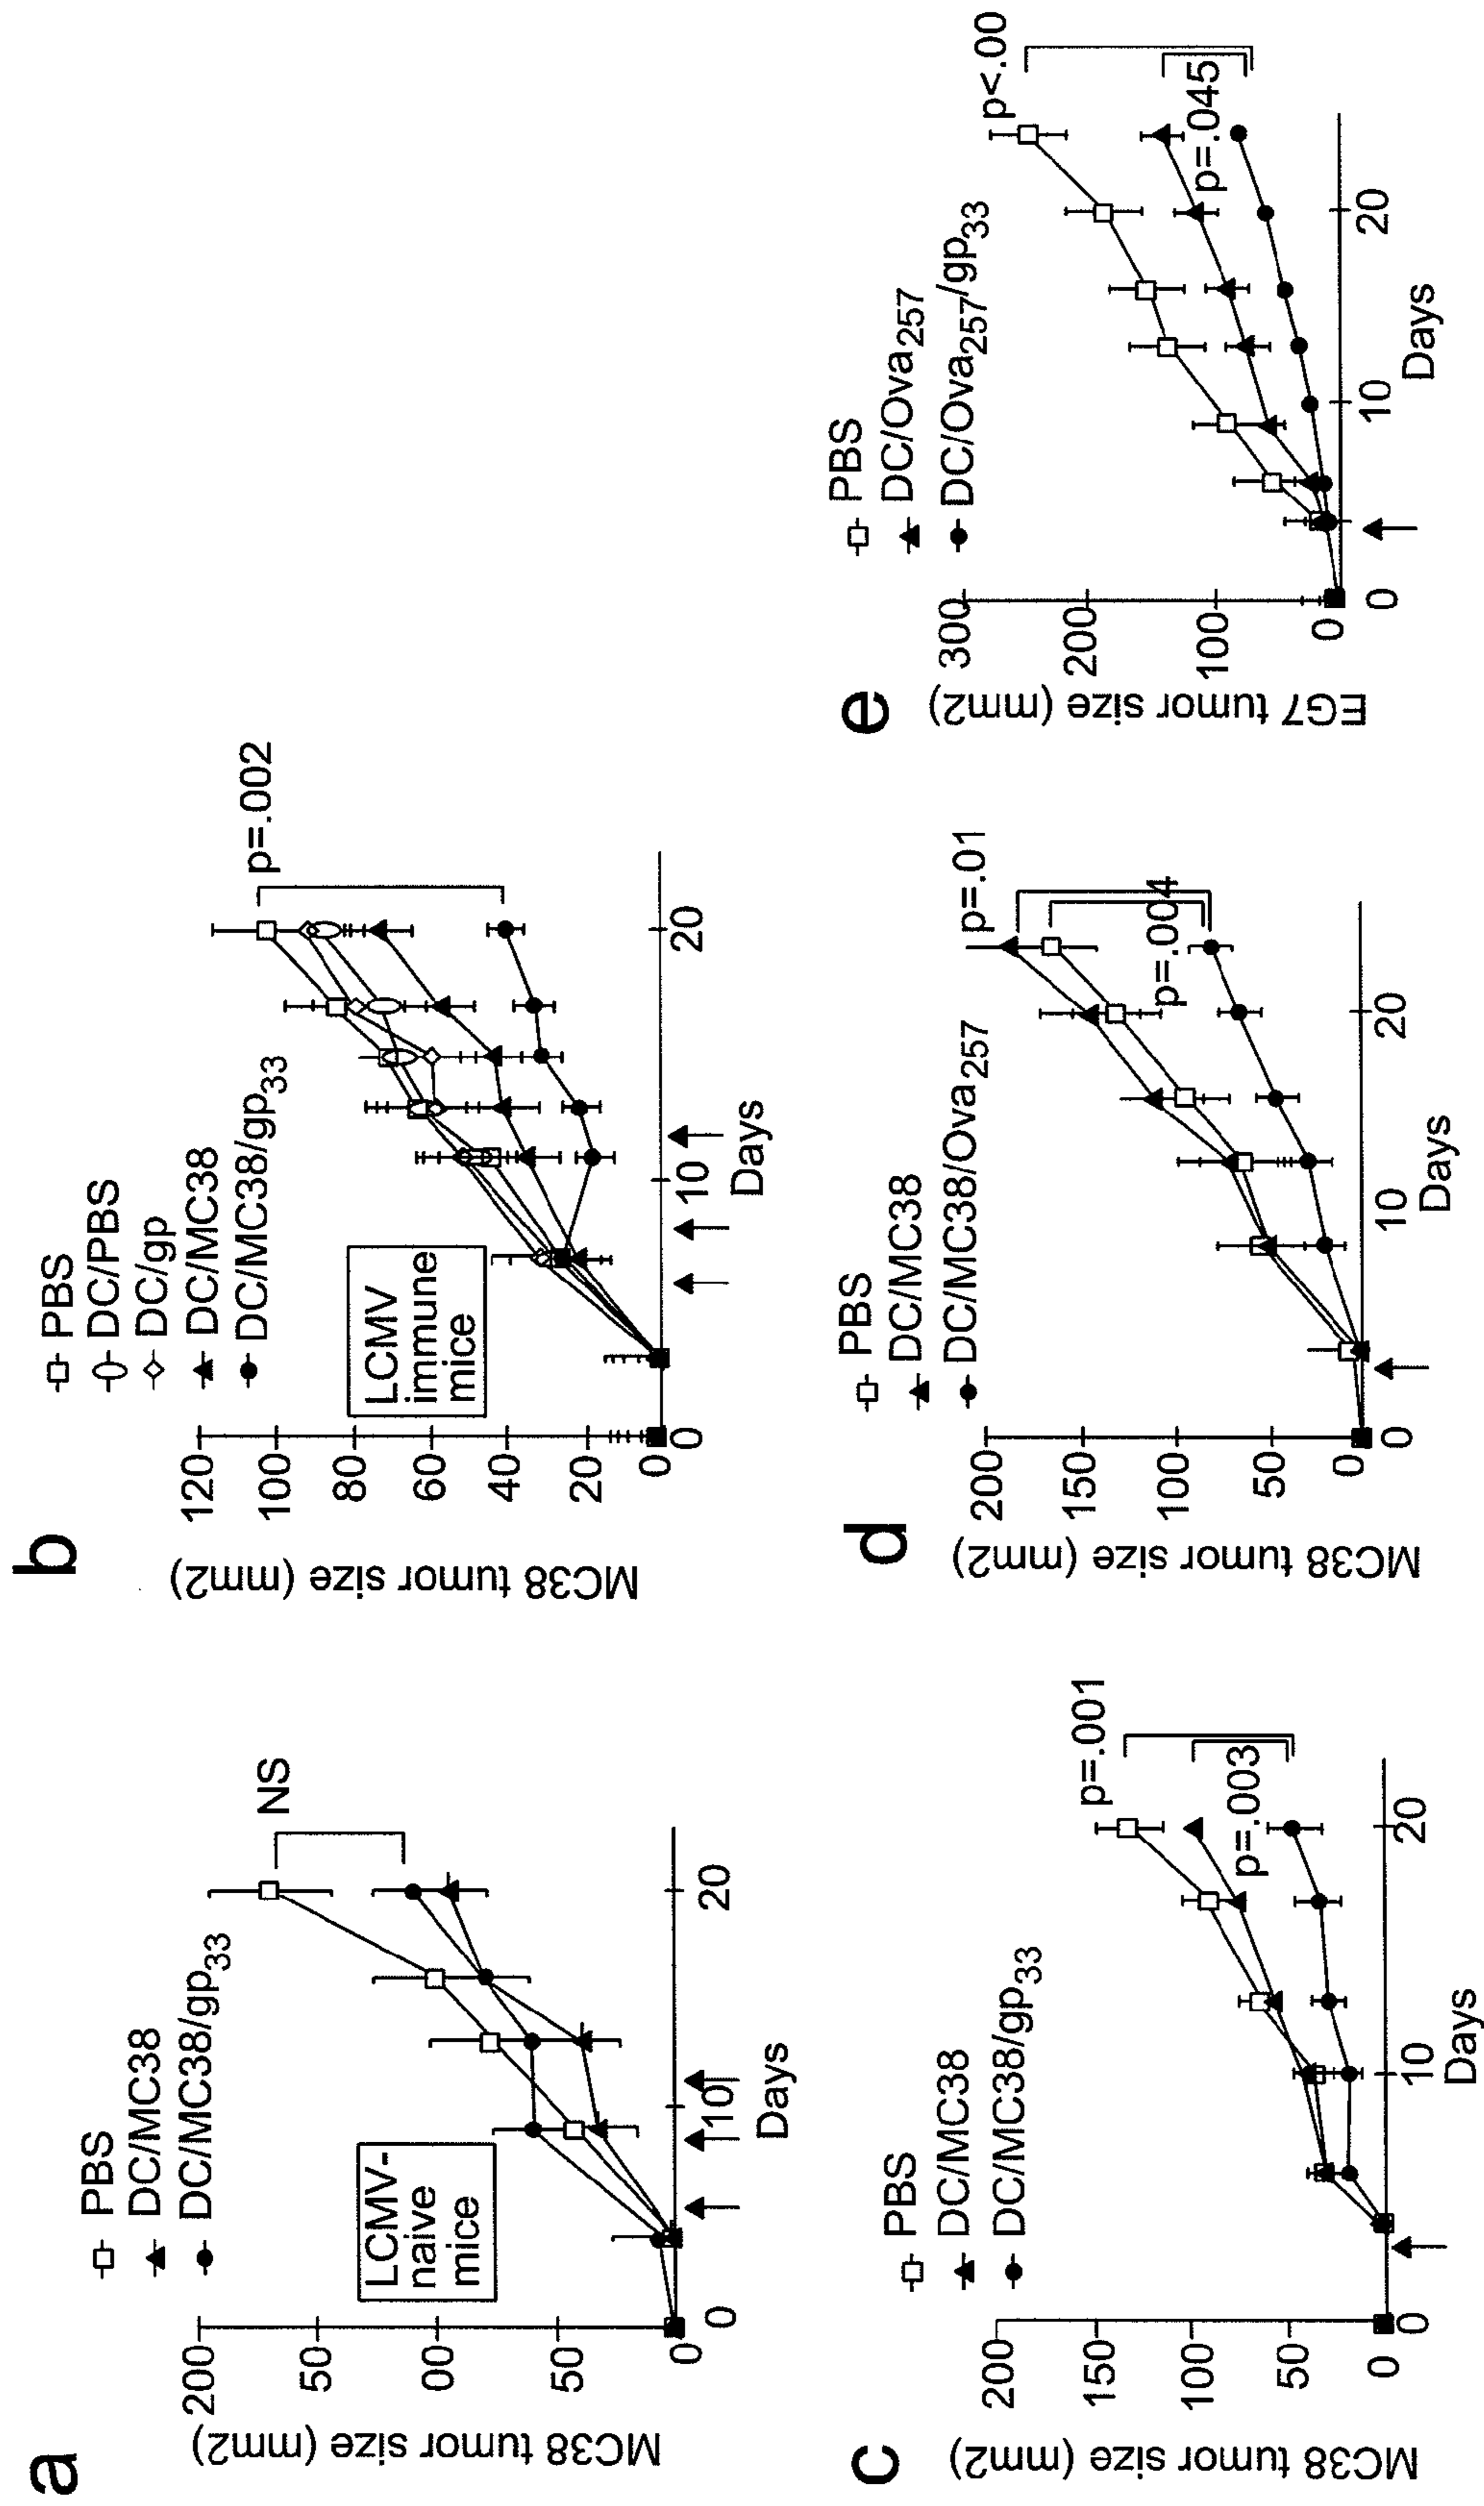 a
□ PBS
▲ DC/MC38
● DC/MC38/gp33
MC38 tumor size (mm2)
200
50
00
50
0
LCMV-
naive
mice
NS
0
10
20
Days
b
□ PBS
DC/PBS
◇ DC/gp
▲ DC/MC38
● DC/MC38/gp33
MC38 tumor size (mm2)
120
100
80
60
40
20
0
LCMV
immune
mice
p=.002
0
10
20
Days
c
□ PBS
▲ DC/MC38
● DC/MC38/gp33
MC38 tumor size (mm2)
200
150
100
50
0
p=.001
p=.003
0
10
20
Days
d
□ PBS
▲ DC/MC38
● DC/MC38/Ova257
MC38 tumor size (mm2)
200
150
100
50
0
p=.01
p=.004
0
10
20
Days
e
□ PBS
▲ DC/Ova257
● DC/Ova257/gp33
EG7 tumor size (mm2)
300
200
100
0
p<.00
p=.045
0
10
20
Days